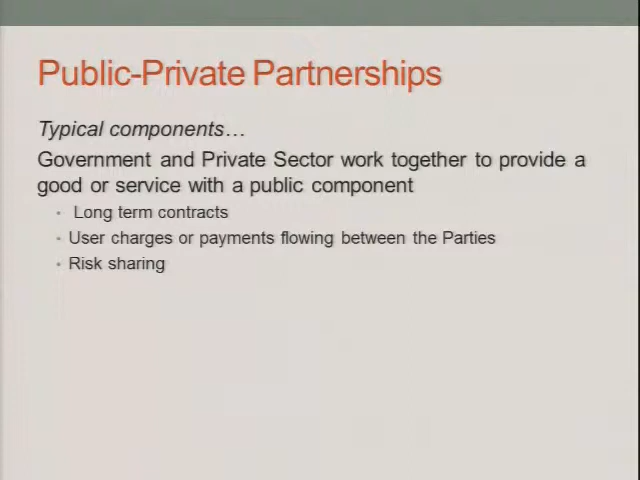 Public-Private Partnerships
Typical components…
Government and Private Sector work together to provide a
good or service with a public component
• Long term contracts
• User charges or payments flowing between the Parties
• Risk sharing